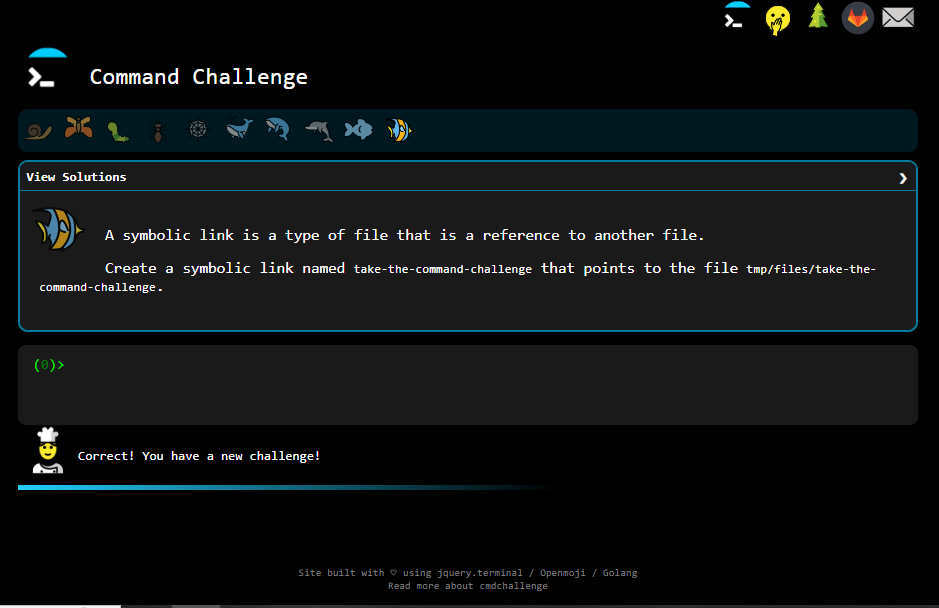 Command Challenge
View Solutions
A symbolic link is a type of file that is a reference to another file.
Create a symbolic link named take-the-command-challenge that points to the file tmp/files/take-the-
command-challenge.
(0)>
Correct! You have a new challenge!
Site built with ♡ using jquery.terminal / Openmoji / Golang
Read more about cmdchallenge